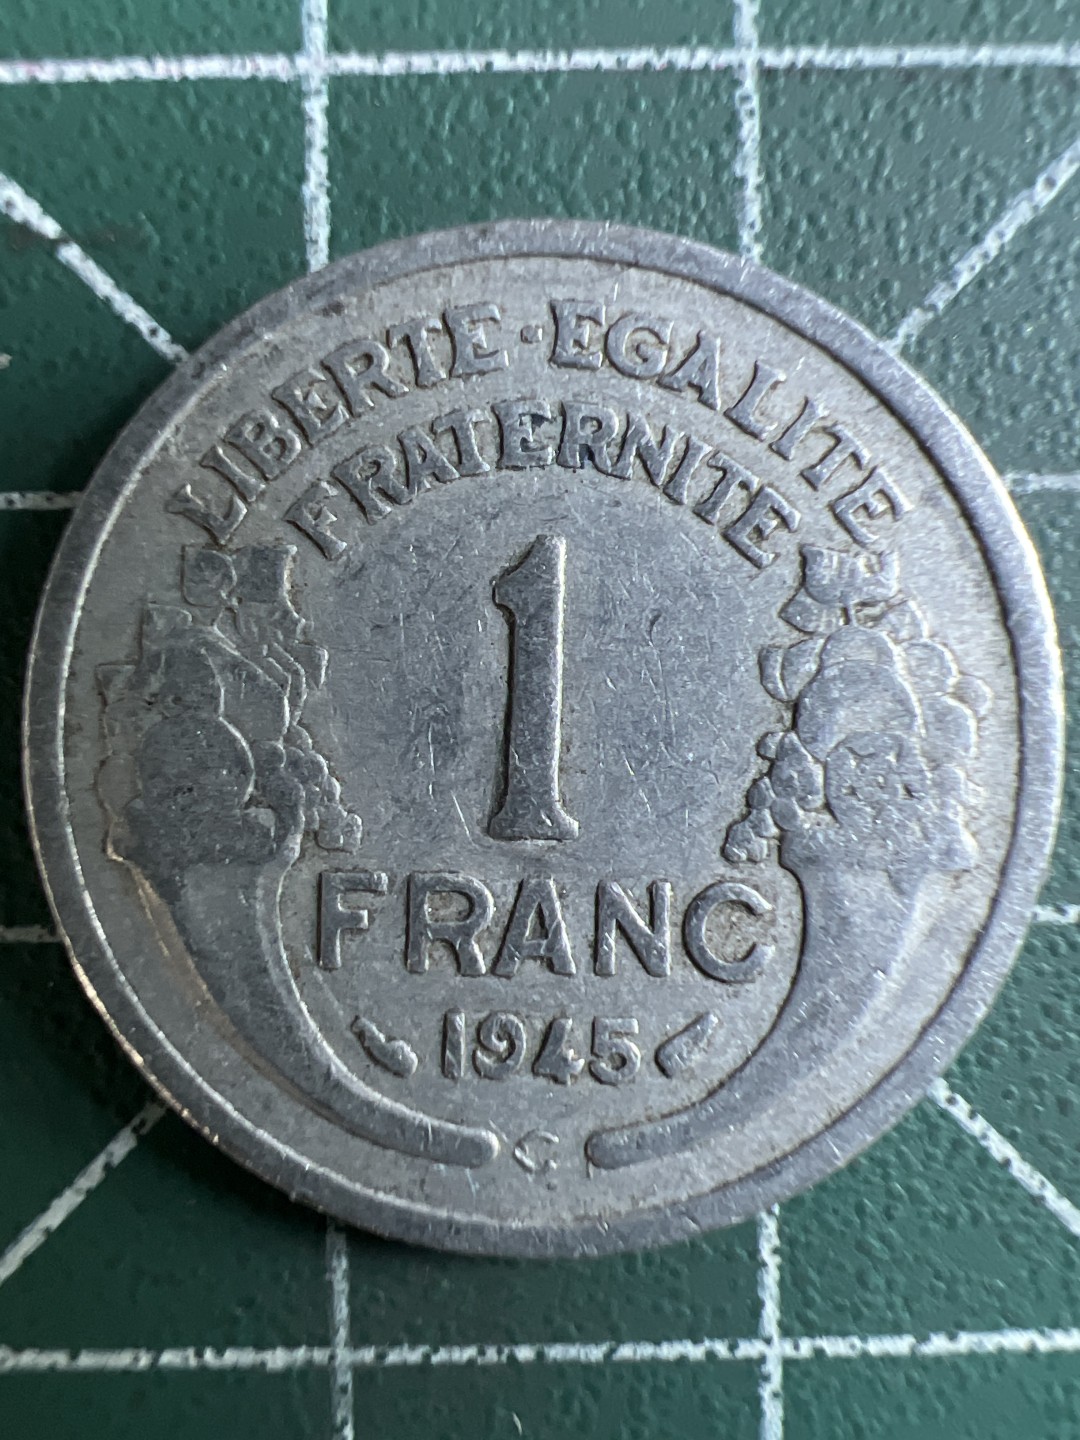 LIBERTE·EGALITE
FRATERNITE
1
FRANC
1945
C